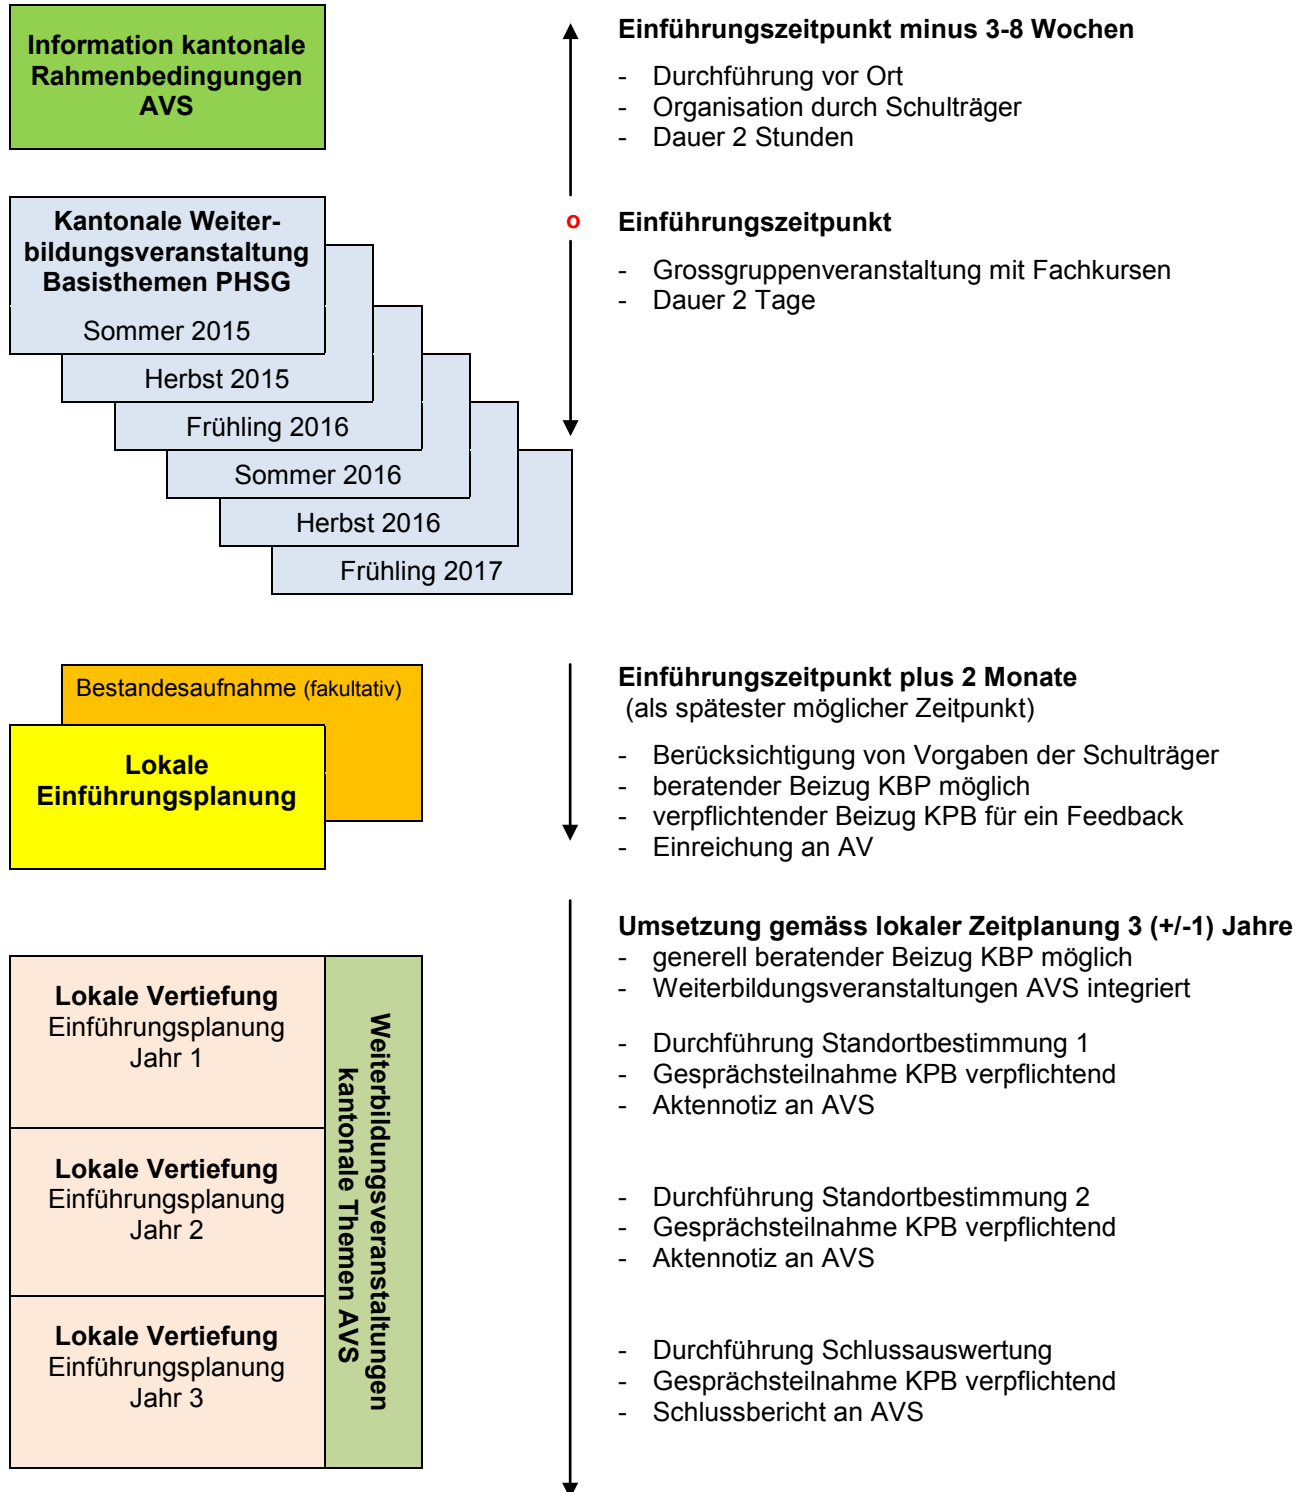 Information kantonale
Rahmenbedingungen
AVS
Einführungszeitpunkt minus 3-8 Wochen
- Durchführung vor Ort
- Organisation durch Schulträger
- Dauer 2 Stunden
Kantonale Weiter-
bildungsveranstaltung
Basisthemen PHSG
Sommer 2015
Herbst 2015
Frühling 2016
Sommer 2016
Herbst 2016
Frühling 2017
o
Einführungszeitpunkt
- Grossgruppenveranstaltung mit Fachkursen
- Dauer 2 Tage
Bestandesaufnahme (fakultativ)
Lokale
Einführungsplanung
Einführungszeitpunkt plus 2 Monate
(als spätester möglicher Zeitpunkt)
- Berücksichtigung von Vorgaben der Schulträger
- beratender Beizug KBP möglich
- verpflichtender Beizug KPB für ein Feedback
- Einreichung an AV
Umsetzung gemäss lokaler Zeitplanung 3 (+/-1) Jahre
- generell beratender Beizug KBP möglich
- Weiterbildungsveranstaltungen AVS integriert
Lokale Vertiefung
Einführungsplanung
Jahr 1
- Durchführung Standortbestimmung 1
- Gesprächsteilnahme KPB verpflichtend
- Aktennotiz an AVS
Lokale Vertiefung
Einführungsplanung
Jahr 2
- Durchführung Standortbestimmung 2
- Gesprächsteilnahme KPB verpflichtend
- Aktennotiz an AVS
Lokale Vertiefung
Einführungsplanung
Jahr 3
- Durchführung Schlussauswertung
- Gesprächsteilnahme KPB verpflichtend
- Schlussbericht an AVS
Weiterbildungsveranstaltungen
kantonale Themen AVS